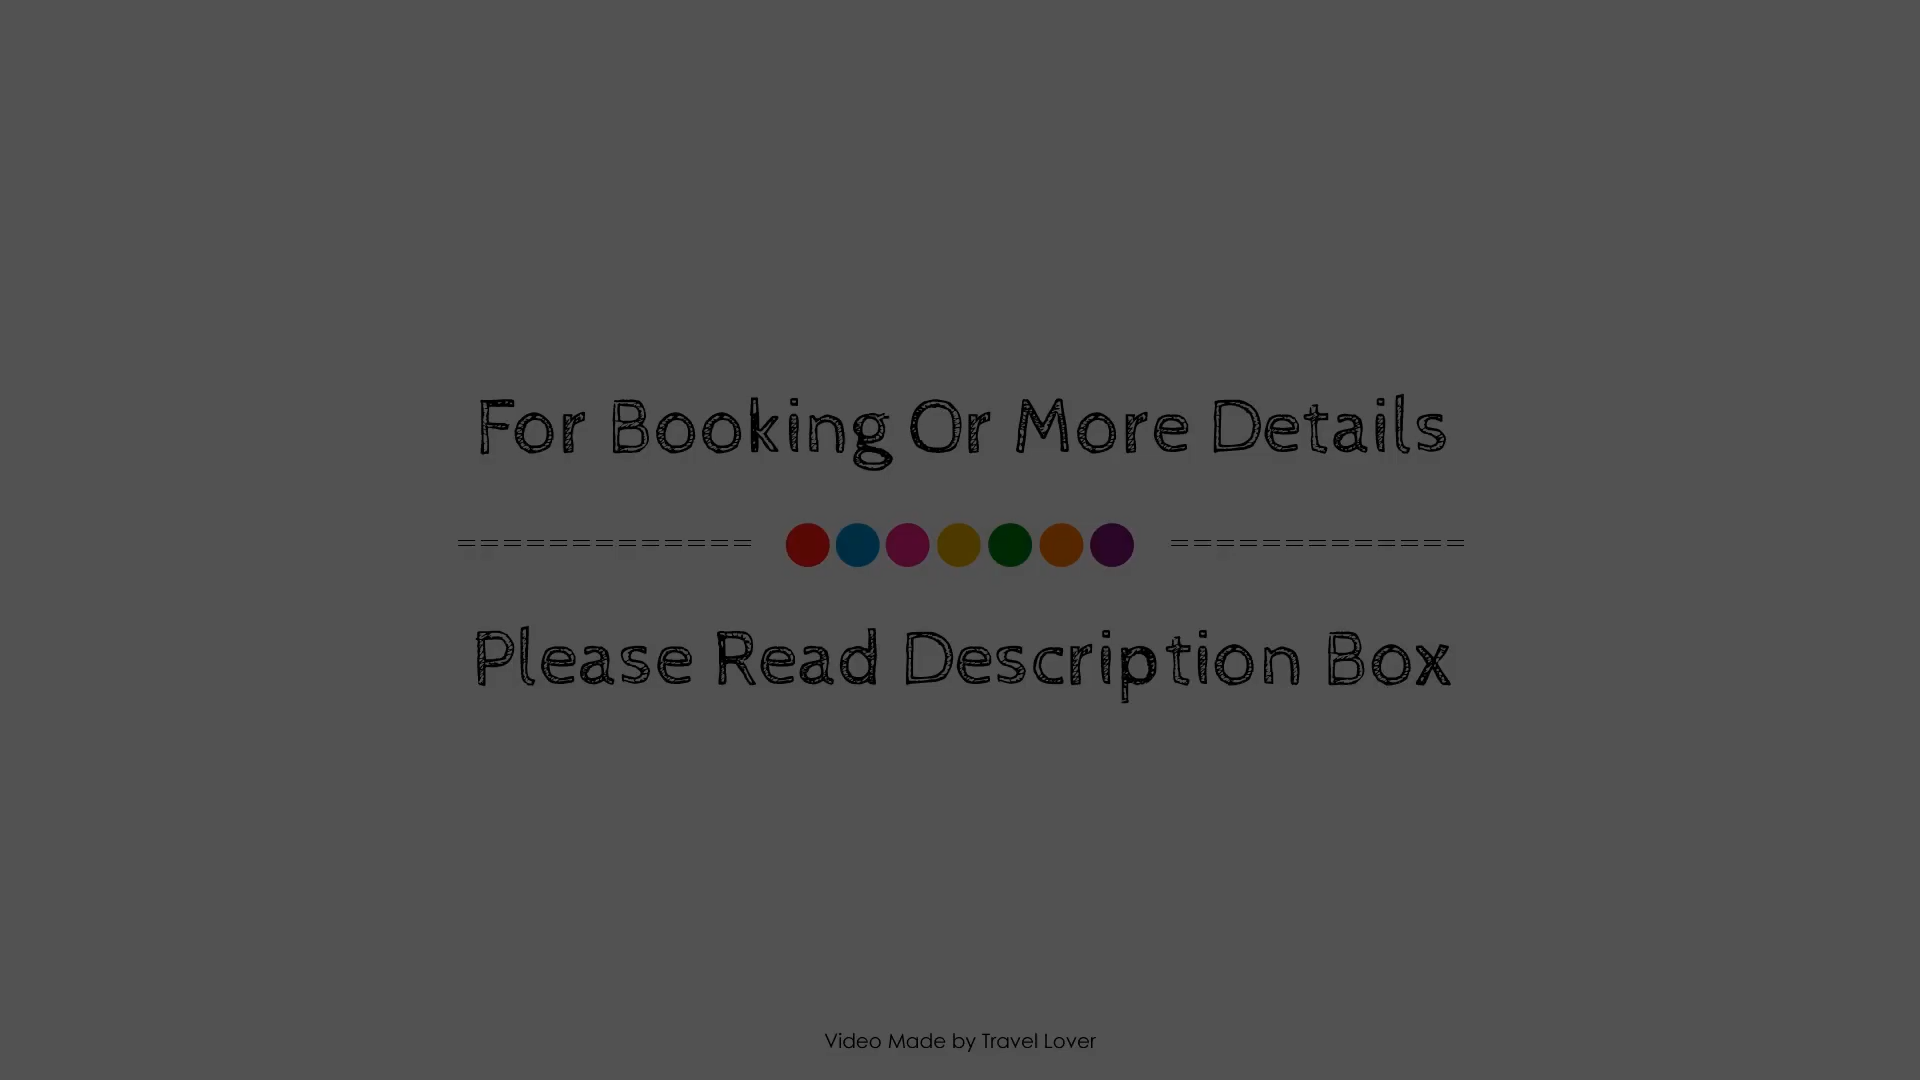 For Booking Or More Details
============= =============
Please Read Description Box
Video Made by Travel Lover